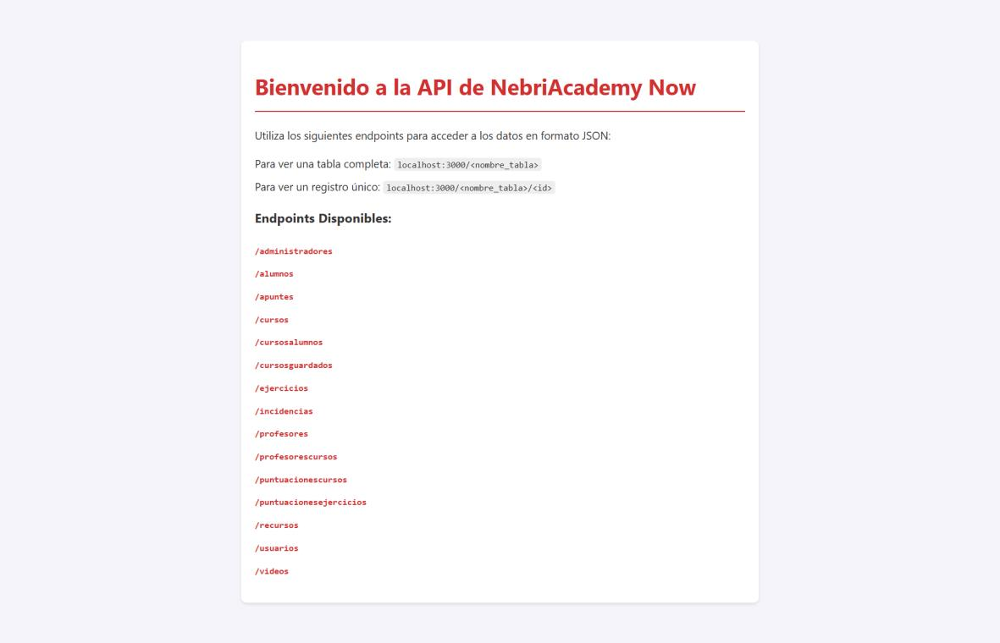 Bienvenido a la API de NebriAcademy Now
Utiliza los siguientes endpoints para acceder a los datos en formato JSON:
Para ver una tabla completa: localhost:3000/<nombre_tabla>
Para ver un registro único: localhost:3000/<nombre_tabla>/<id>
Endpoints Disponibles:
/administradores
/alumnos
/apuntes
/cursos
/cursosalumnos
/cursosguardados
/ejercicios
/incidencias
/profesores
/profesorescursos
/puntuacionescursos
/puntuacionesejercicios
/recursos
/usuarios
/videos